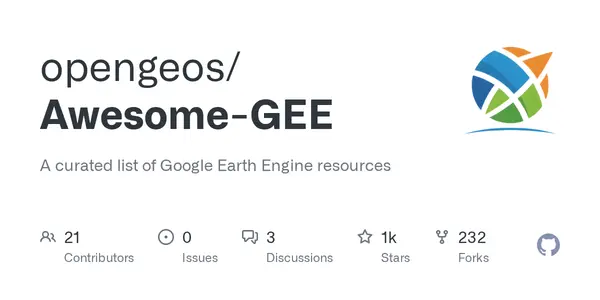 opengeos/
Awesome-GEE
A curated list of Google Earth Engine resources
21 0 3 1k 232
Contributors Issues Discussions Stars Forks